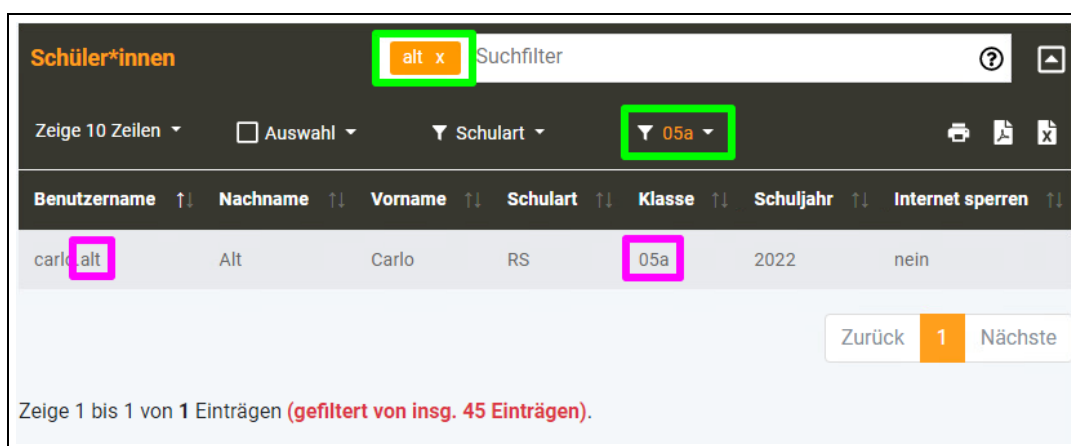 Schüler*innen alt x Suchfilter
Zeige 10 Zeilen Auswahl Schulart 05a
Benutzername Nachname Vorname Schulart Klasse Schuljahr Internet sperren
carlo.alt Alt Carlo RS 05a 2022 nein
Zurück 1 Nächste
Zeige 1 bis 1 von 1 Einträgen (gefiltert von insg. 45 Einträgen).